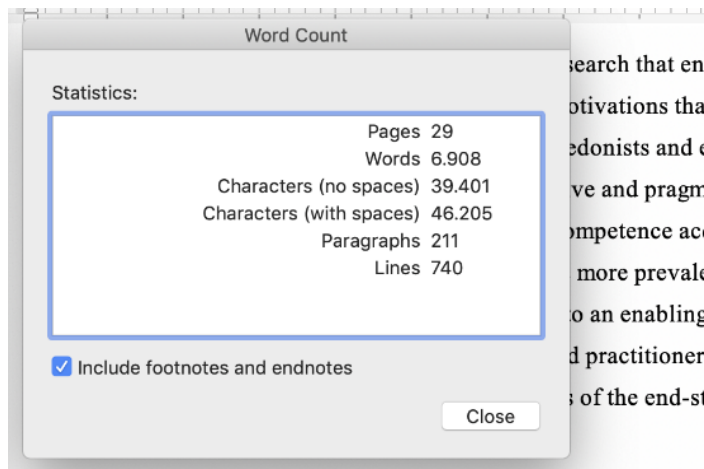 Word Count
Statistics:
Pages 29
Words 6.908
Characters (no spaces) 39.401
Characters (with spaces) 46.205
Paragraphs 211
Lines 740
Include footnotes and endnotes
Close
search that en
otivations tha
edonists and e
ve and pragm
ompetence acc
more prevale
o an enabling
d practitioner
s of the end-st